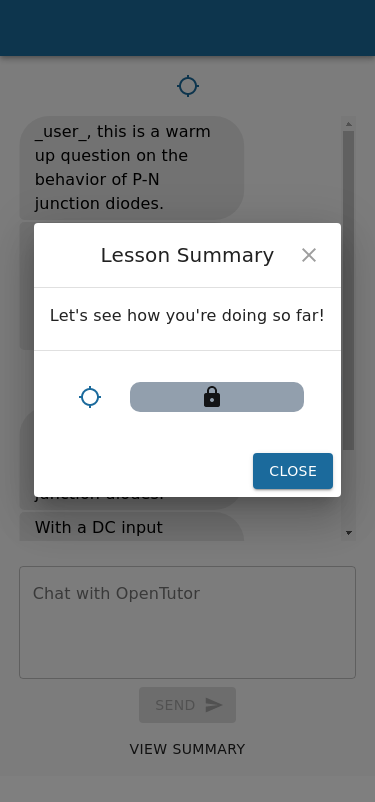 _user_, this is a warm
up question on the
behavior of P-N
junction diodes.
Lesson Summary
Let's see how you're doing so far!
CLOSE
junction diodes.
With a DC input
Chat with OpenTutor
SEND
VIEW SUMMARY